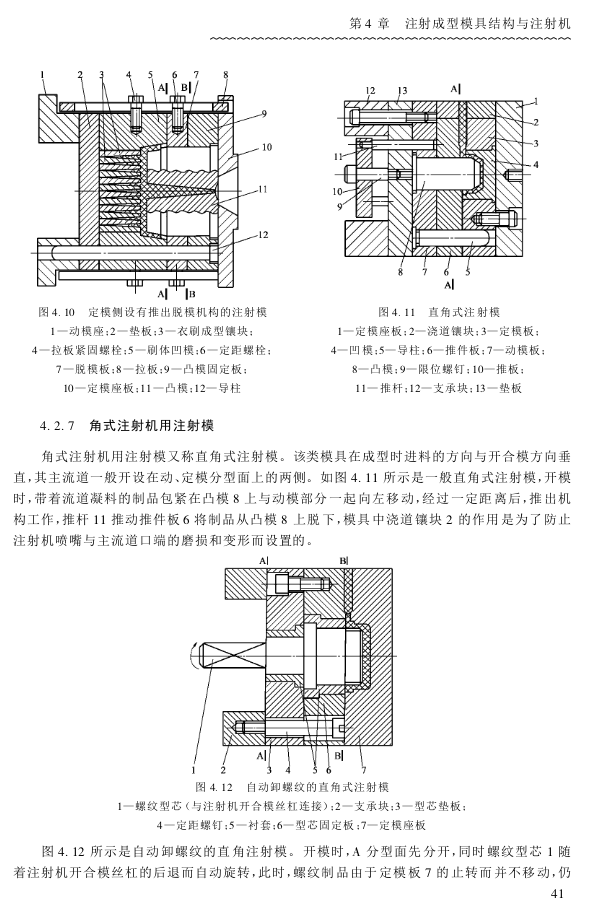 第 4 章 注射成型模具结构与注射机
1 2 3 4 5 6 7 8
A B
9
10
11
12
A B
图 4.10 定模侧设有推出脱模机构的注射模
1—动模座;2—垫板;3—衣刷成型镶块;
4—拉板紧固螺栓;5—刷体凹模;6—定距螺栓;
7—脱模板;8—拉板;9—凸模固定板;
10—定模座板;11—凸模;12—导柱
12 13 A
1
2
3
4
11
10
9
8 7 6 5
A
图 4.11 直角式注射模
1—定模座板;2—浇道镶块;3—定模板;
4—凹模;5—导柱;6—推件板;7—动模板;
8—凸模;9—限位螺钉;10—推板;
11—推杆;12—支承块;13—垫板
4.2.7 角式注射机用注射模
角式注射机用注射模又称直角式注射模。该类模具在成型时进料的方向与开合模方向垂
直,其主流道一般开设在动、定模分型面上的两侧。如图 4.11 所示是一般直角式注射模,开模
时,带着流道凝料的制品包紧在凸模 8 上与动模部分一起向左移动,经过一定距离后,推出机
构工作,推杆 11 推动推件板 6 将制品从凸模 8 上脱下,模具中浇道镶块 2 的作用是为了防止
注射机喷嘴与主流道口端的磨损和变形而设置的。
A B
A B
1 2 3 4 5 6 7
图 4.12 自动卸螺纹的直角式注射模
1—螺纹型芯(与注射机开合模丝杠连接);2—支承块;3—型芯垫板;
4—定距螺钉;5—衬套;6—型芯固定板;7—定模座板
图 4.12 所示是自动卸螺纹的直角注射模。开模时,A 分型面先分开,同时螺纹型芯 1 随
着注射机开合模丝杠的后退而自动旋转,此时,螺纹制品由于定模板 7 的止转而并不移动,仍
41